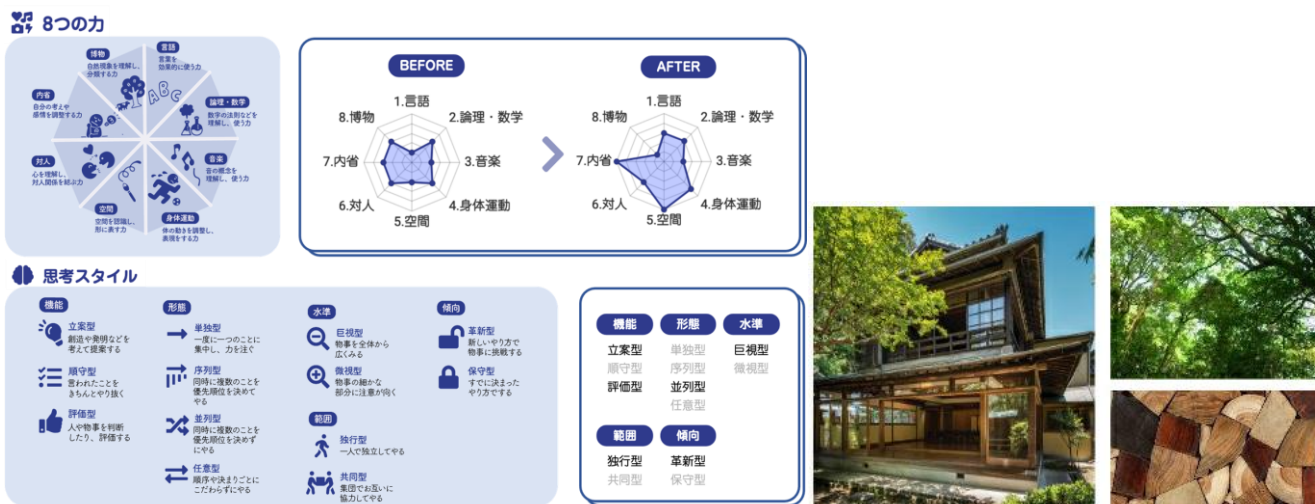 8つの力
博物
自然現象を理解し、
分類する力
言語
言葉を
効果的に使う力
内省
自分の考えや
感情を調整する力
論理・数学
数字の法則などを
理解し、使う力
対人
心を理解し、
対人関係を結ぶ力
音楽
音の概念を
理解し、使う力
空間
空間を認識し、
形に表す力
身体運動
体の動きを調整し、
表現をする力
BEFORE
1.言語
2.論理・数学
3.音楽
4.身体運動
5.空間
6.対人
7.内省
8.博物
AFTER
1.言語
2.論理・数学
3.音楽
4.身体運動
5.空間
6.対人
7.内省
8.博物
思考スタイル
機能
立案型
創造や発明などを
考えて提案する
順守型
言われたことを
きちんとやり抜く
評価型
人や物事を判断
したり、評価する
形態
単独型
一度に一つのことに
集中し、力を注ぐ
序列型
同時に複数のことを
優先順位を決めて
やる
並列型
同時に複数のことを
優先順位を決めず
にやる
任意型
順序や決まりごとに
こだわらずにやる
水準
巨視型
物事を全体から
広くみる
微視型
物事の細かな
部分に注意が向く
範囲
独行型
一人で独立してやる
共同型
集団でお互いに
協力してやる
傾向
革新型
新しいやり方で
物事に挑戦する
保守型
すでに決まった
やり方でする
機能 形態 水準
立案型 単独型 巨視型
順守型 序列型 微視型
評価型 並列型
任意型
範囲 傾向
独行型 革新型
共同型 保守型
ABC